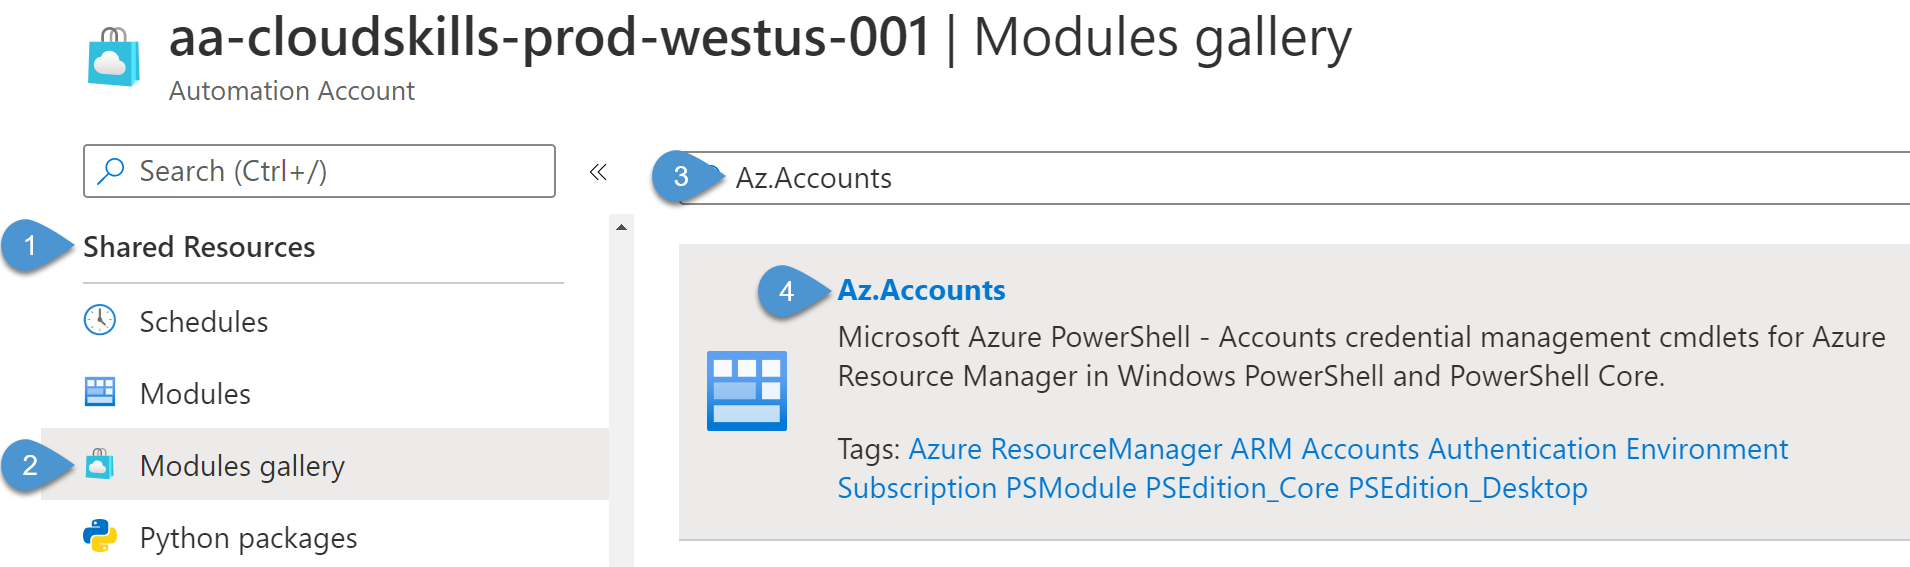 aa-cloudskills-prod-westus-001 | Modules gallery
Automation Account
Search (Ctrl+/)
«
3 Az.Accounts
1 Shared Resources
Schedules
Modules
2 Modules gallery
Python packages
4 Az.Accounts
Microsoft Azure PowerShell - Accounts credential management cmdlets for Azure
Resource Manager in Windows PowerShell and PowerShell Core.
Tags: Azure ResourceManager ARM Accounts Authentication Environment
Subscription PSModule PSEdition_Core PSEdition_Desktop